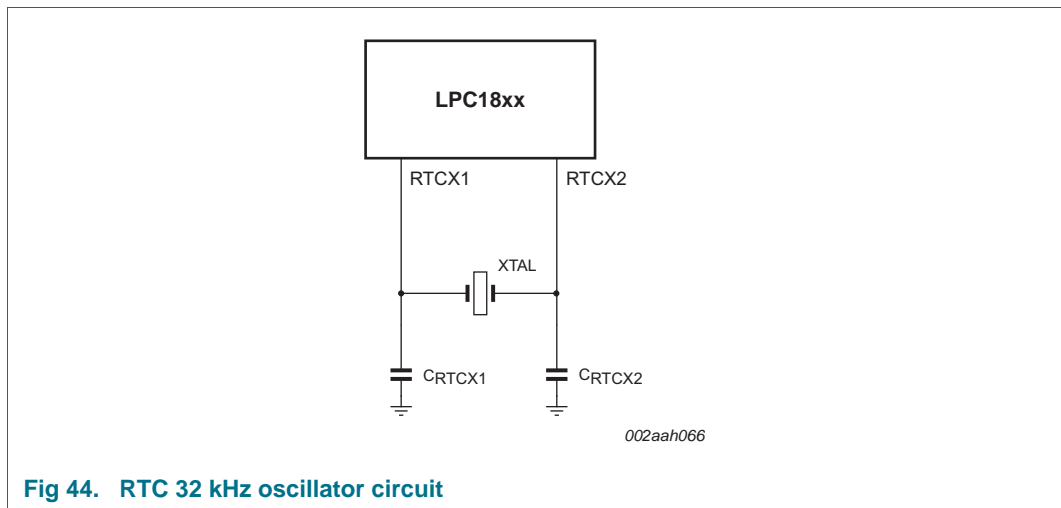 LPC18xx
RTCX1 RTCX2
XTAL
CRTCX1 CRTCX2
002aah066
Fig 44. RTC 32 kHz oscillator circuit